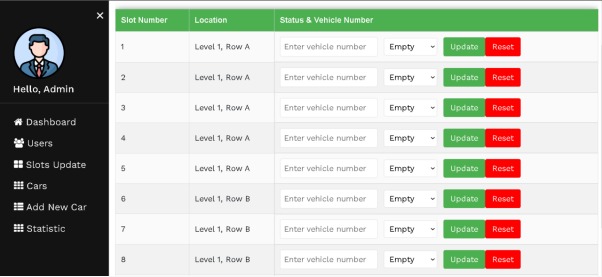 ×
Hello, Admin
Dashboard
Users
Slots Update
Cars
Add New Car
Statistic
Slot Number Location Status & Vehicle Number
1 Level 1, Row A Enter vehicle number Empty Update Reset
2 Level 1, Row A Enter vehicle number Empty Update Reset
3 Level 1, Row A Enter vehicle number Empty Update Reset
4 Level 1, Row A Enter vehicle number Empty Update Reset
5 Level 1, Row A Enter vehicle number Empty Update Reset
6 Level 1, Row B Enter vehicle number Empty Update Reset
7 Level 1, Row B Enter vehicle number Empty Update Reset
8 Level 1, Row B Enter vehicle number Empty Update Reset